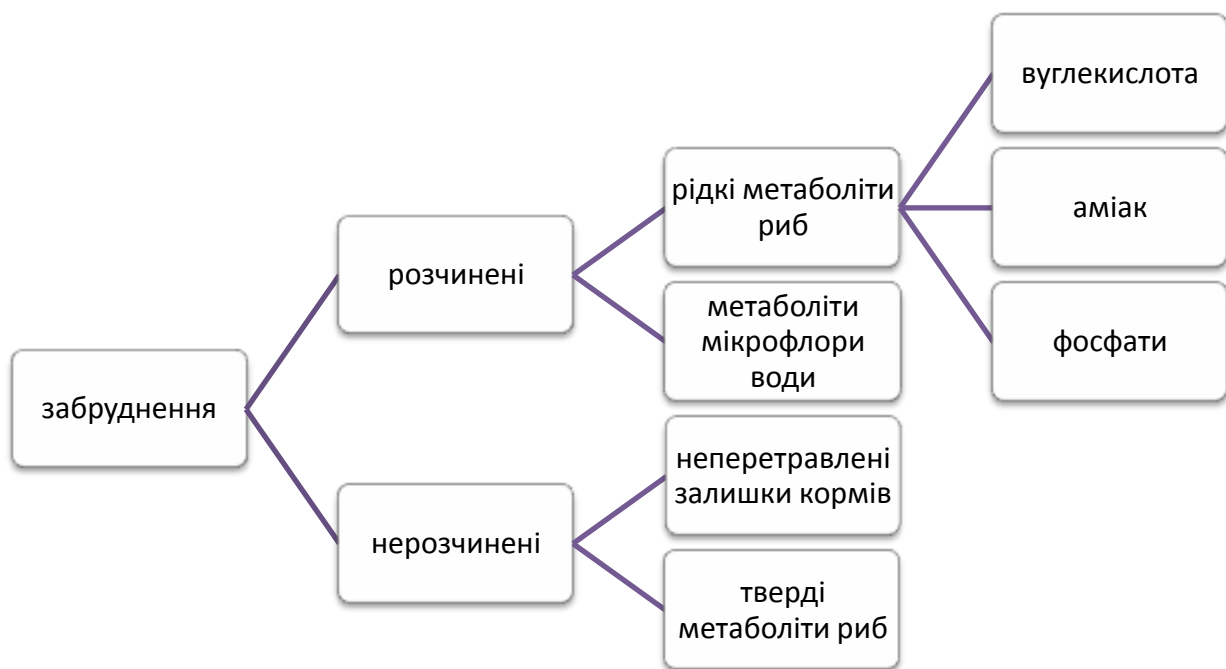 вуглекислота
рідкі метаболіти
риб
аміак
розчинені
метаболіти
мікрофлори
води
фосфати
забруднення
неперетравлені
залишки кормів
нерозчинені
тверді
метаболіти риб